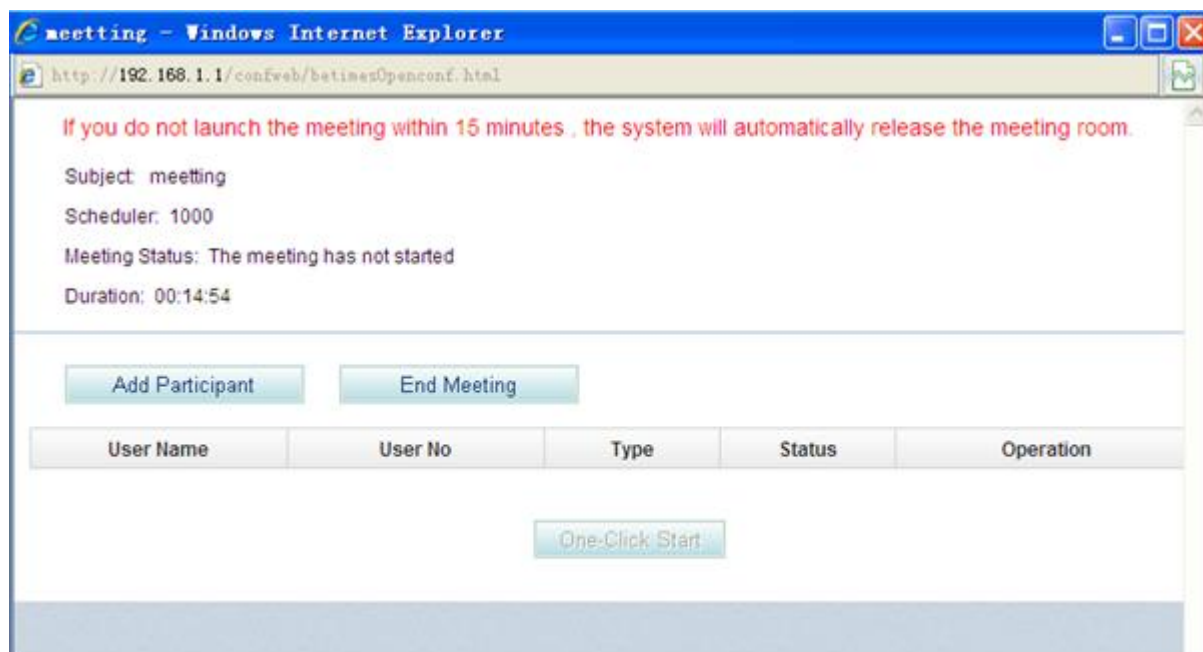 meetting - Windows Internet Explorer
http://192.168.1.1/confweb/betimesOpenconf.html
If you do not launch the meeting within 15 minutes , the system will automatically release the meeting room.
Subject: meetting
Scheduler: 1000
Meeting Status: The meeting has not started
Duration: 00:14:54
Add Participant End Meeting
User Name User No Type Status Operation
One-Click Start